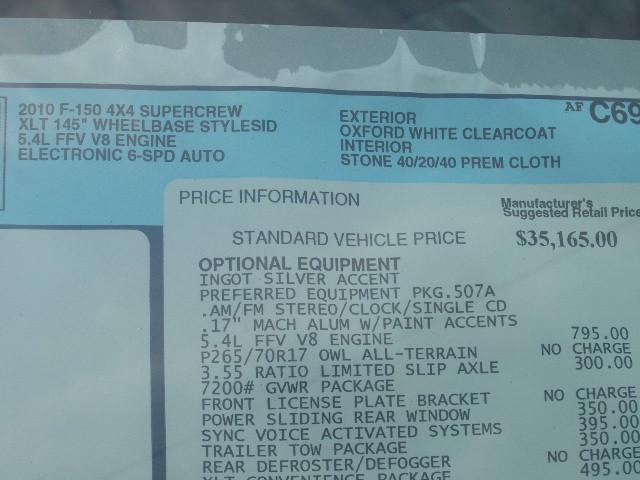 2010 F-150 4X4 SUPERCREW
XLT 145" WHEELBASE STYLESID
5.4L FFV V8 ENGINE
ELECTRONIC 6-SPD AUTO
EXTERIOR
OXFORD WHITE CLEARCOAT
INTERIOR
STONE 40/20/40 PREM CLOTH
AF C69
PRICE INFORMATION
Manufacturer's
Suggested Retail Price
STANDARD VEHICLE PRICE $35,165.00
OPTIONAL EQUIPMENT
INGOT SILVER ACCENT
PREFERRED EQUIPMENT PKG.507A
.AM/FM STEREO/CLOCK/SINGLE CD
.17" MACH ALUM W/PAINT ACCENTS
5.4L FFV V8 ENGINE 795.00
P265/70R17 OWL ALL-TERRAIN NO CHARGE
3.55 RATIO LIMITED SLIP AXLE 300.00
7200# GVWR PACKAGE
FRONT LICENSE PLATE BRACKET NO CHARGE
POWER SLIDING REAR WINDOW 350.00
SYNC VOICE ACTIVATED SYSTEMS 395.00
TRAILER TOW PACKAGE 350.00
REAR DEFROSTER/DEFOGGER NO CHARGE
XLT CONVENIENCE PACKAGE 495.00